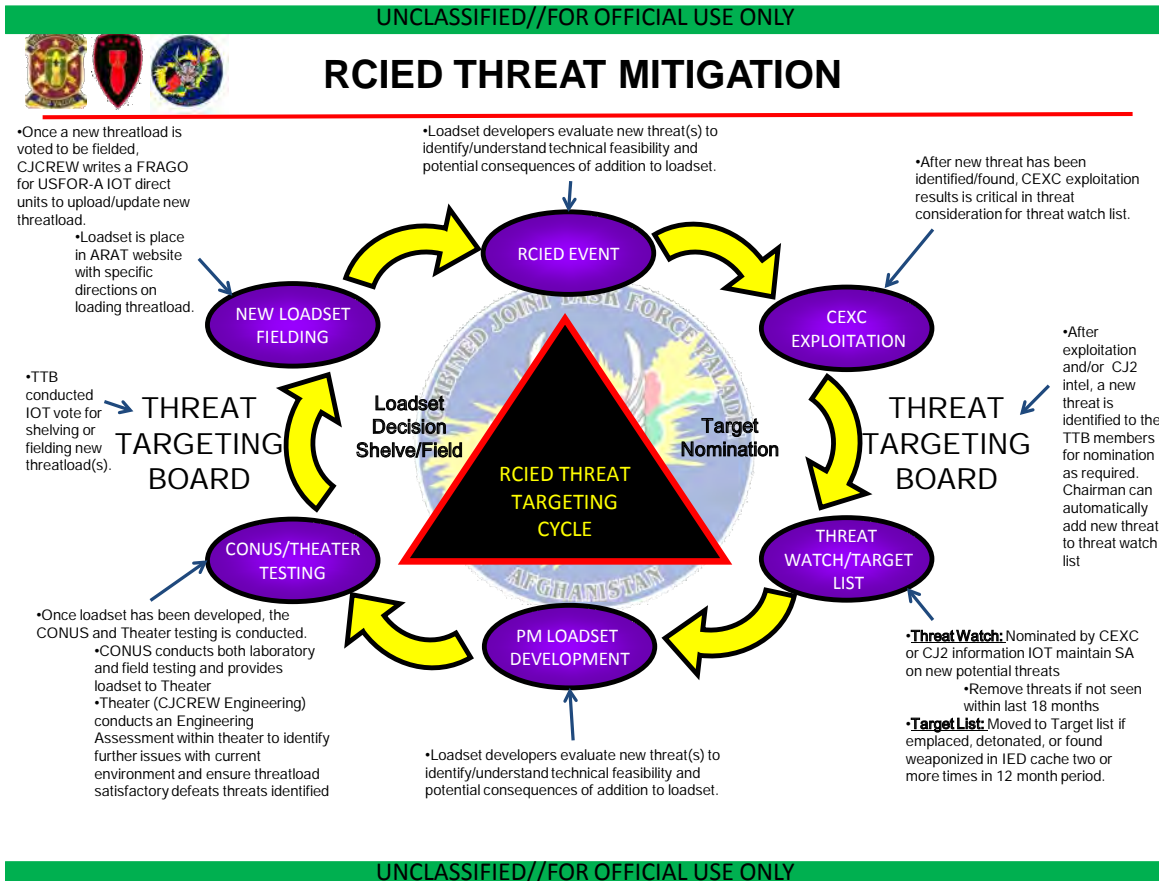 UNCLASSIFIED//FOR OFFICIAL USE ONLY
RCIED THREAT MITIGATION
•Once a new threatload is
voted to be fielded,
CJCREW writes a FRAGO
for USFOR-A IOT direct
units to upload/update new
threatload.
•Loadset is place
in ARAT website
with specific
directions on
loading threatload.
•Loadset developers evaluate new threat(s) to
identify/understand technical feasibility and
potential consequences of addition to loadset.
•After new threat has been
identified/found, CEXC exploitation
results is critical in threat
consideration for threat watch list.
RCIED EVENT
NEW LOADSET
FIELDING
CEXC
EXPLOITATION
COMBINED JOINT TASK FORCE PALADIN
AFGHANISTAN
•TTB
conducted
IOT vote for
shelving or
fielding new
threatload(s).
THREAT
TARGETING
BOARD
Loadset
Decision
Shelve/Field
RCIED THREAT
TARGETING
CYCLE
Target
Nomination
THREAT
TARGETING
BOARD
•After
exploitation
and/or CJ2
intel, a new
threat is
identified to the
TTB members
for nomination
as required.
Chairman can
automatically
add new threat
to threat watch
list
CONUS/THEATER
TESTING
THREAT
WATCH/TARGET
LIST
PM LOADSET
DEVELOPMENT
•Once loadset has been developed, the
CONUS and Theater testing is conducted.
•CONUS conducts both laboratory
and field testing and provides
loadset to Theater
•Theater (CJCREW Engineering)
conducts an Engineering
Assessment within theater to identify
further issues with current
environment and ensure threatload
satisfactory defeats threats identified
•Loadset developers evaluate new threat(s) to
identify/understand technical feasibility and
potential consequences of addition to loadset.
•Threat Watch: Nominated by CEXC
or CJ2 information IOT maintain SA
on new potential threats
•Remove threats if not seen
within last 18 months
•Target List: Moved to Target list if
emplaced, detonated, or found
weaponized in IED cache two or
more times in 12 month period.
UNCLASSIFIED//FOR OFFICIAL USE ONLY